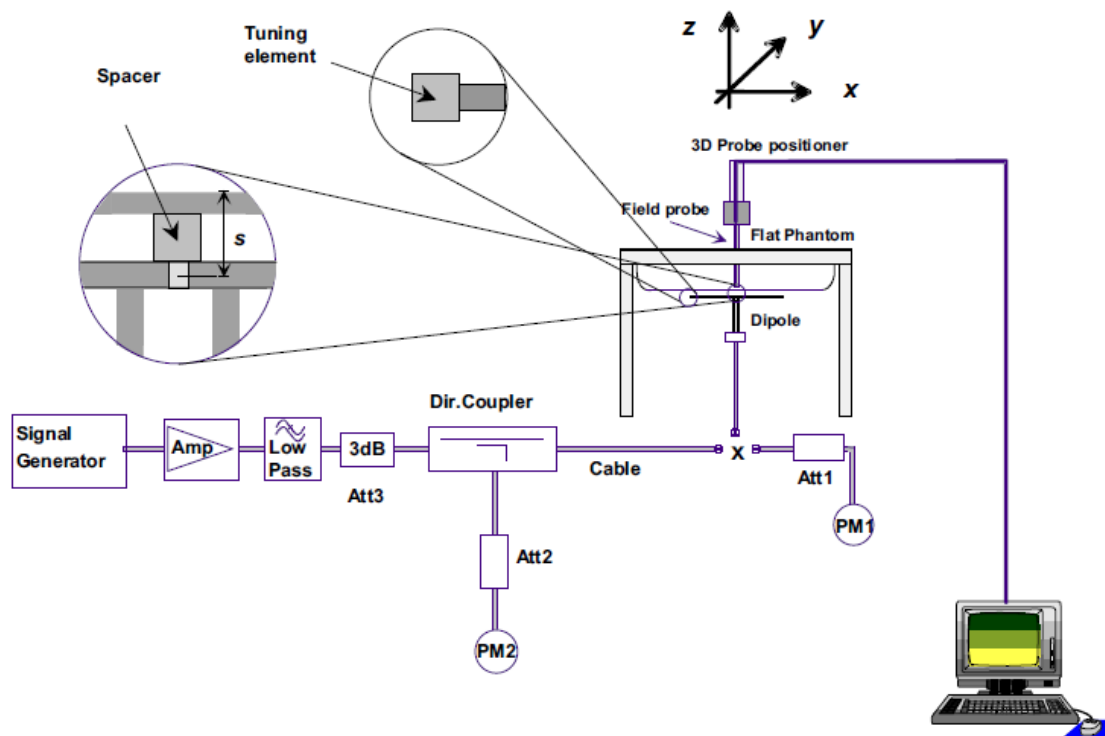 Tuning
element
Spacer
z
y
x
s
3D Probe positioner
Field probe
Flat Phantom
Dipole
Dir.Coupler
Signal
Generator
Amp
Low
Pass
3dB
Att3
Cable
x
Att1
PM1
Att2
PM2